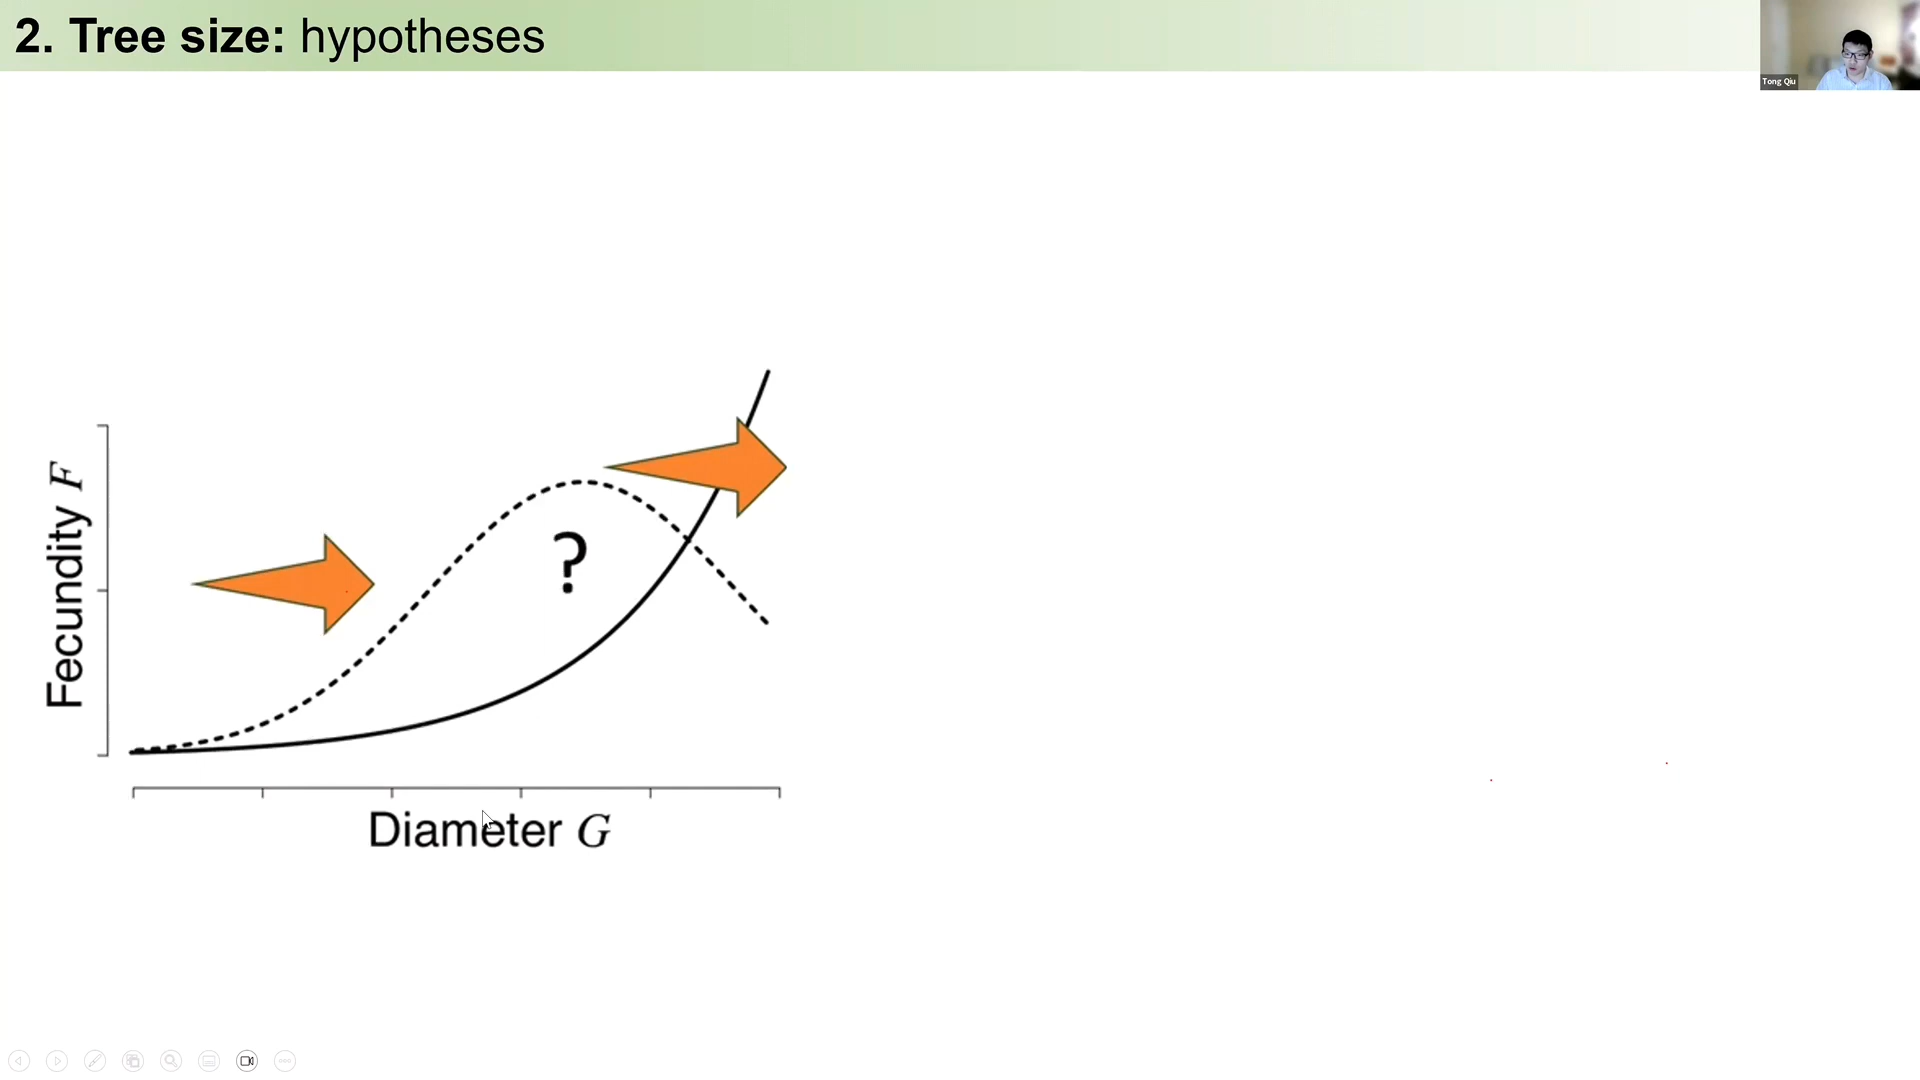 2. Tree size: hypotheses
Tong Qiu
Fecundity F
?
Diameter G